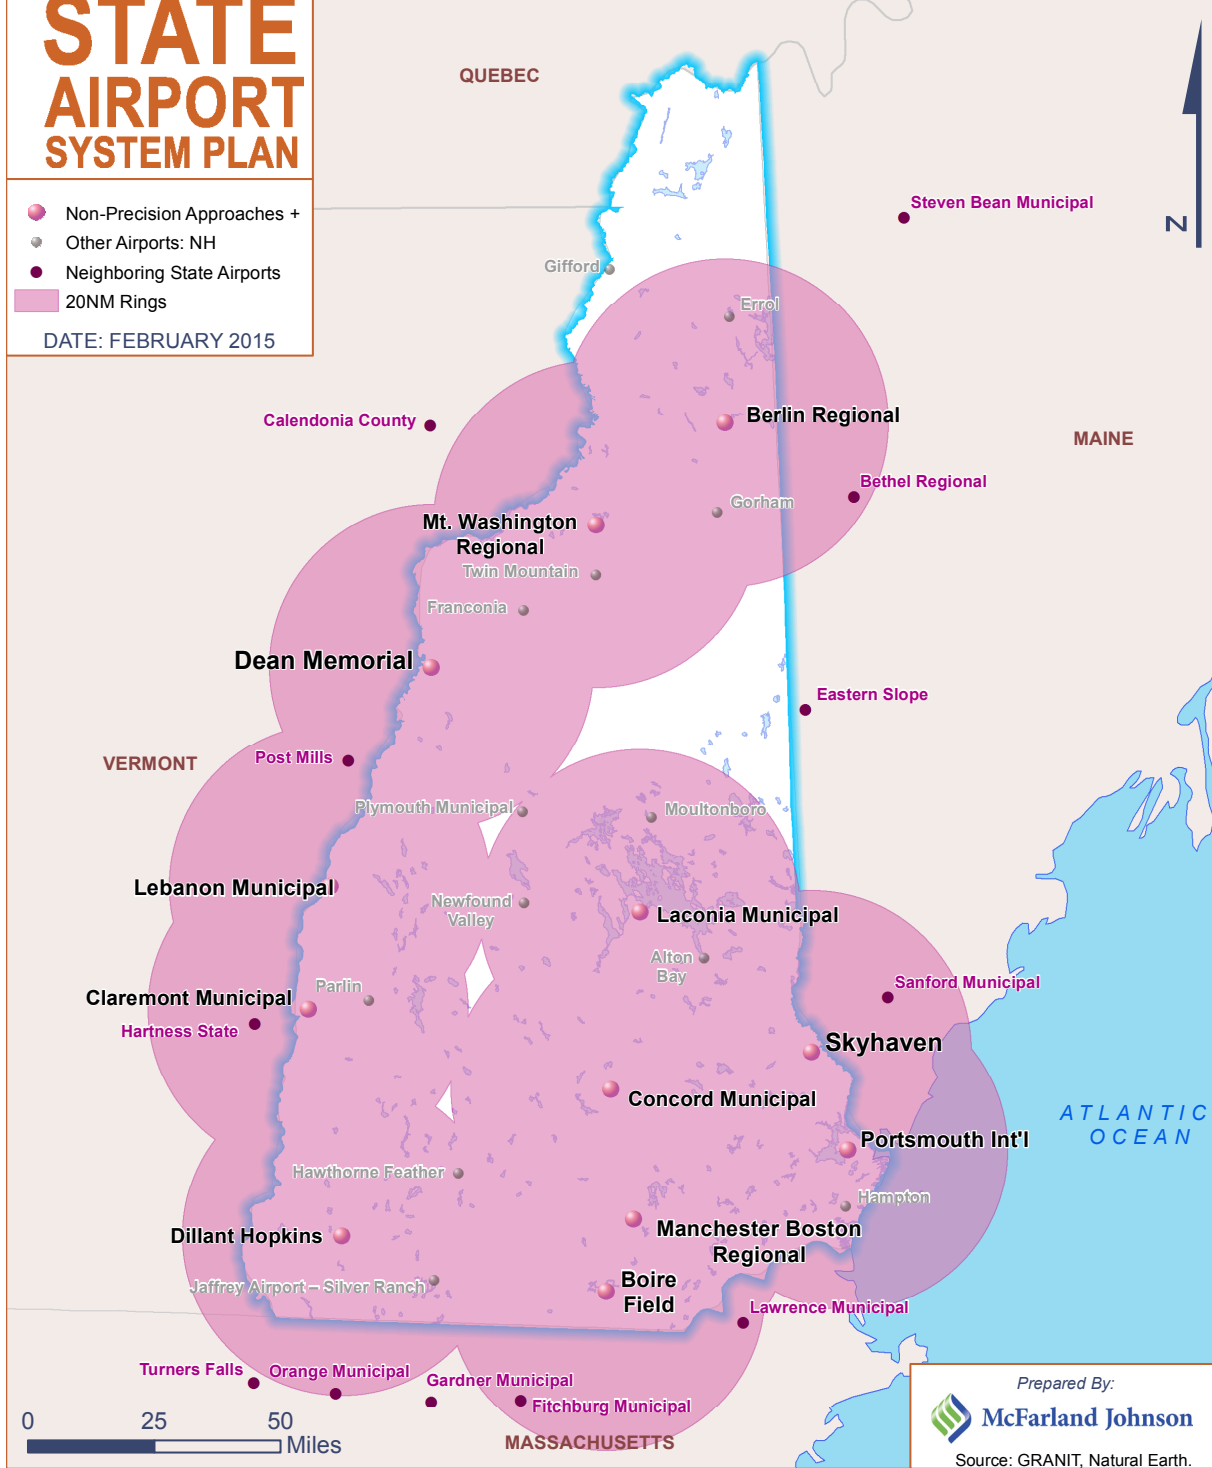 STATE
AIRPORT
SYSTEM PLAN
Non-Precision Approaches +
Other Airports: NH
Neighboring State Airports
20NM Rings
DATE: FEBRUARY 2015
QUEBEC
N
Steven Bean Municipal
Gifford
Errol
Calendonia County
Berlin Regional
MAINE
Bethel Regional
Gorham
Mt. Washington
Regional
Twin Mountain
Franconia
Dean Memorial
Eastern Slope
VERMONT
Post Mills
Plymouth Municipal
Moultonboro
Lebanon Municipal
Newfound
Valley
Laconia Municipal
Alton
Bay
Parlin
Sanford Municipal
Claremont Municipal
Hartness State
Skyhaven
Concord Municipal
ATLANTIC
OCEAN
Portsmouth Int'l
Hawthorne Feather
Hampton
Dillant Hopkins
Manchester Boston
Regional
Jaffrey Airport – Silver Ranch
Boire
Field
Lawrence Municipal
Turners Falls
Orange Municipal
Gardner Municipal
Fitchburg Municipal
MASSACHUSETTS
0 25 50
Miles
Prepared By:
McFarland Johnson
Source: GRANIT, Natural Earth.